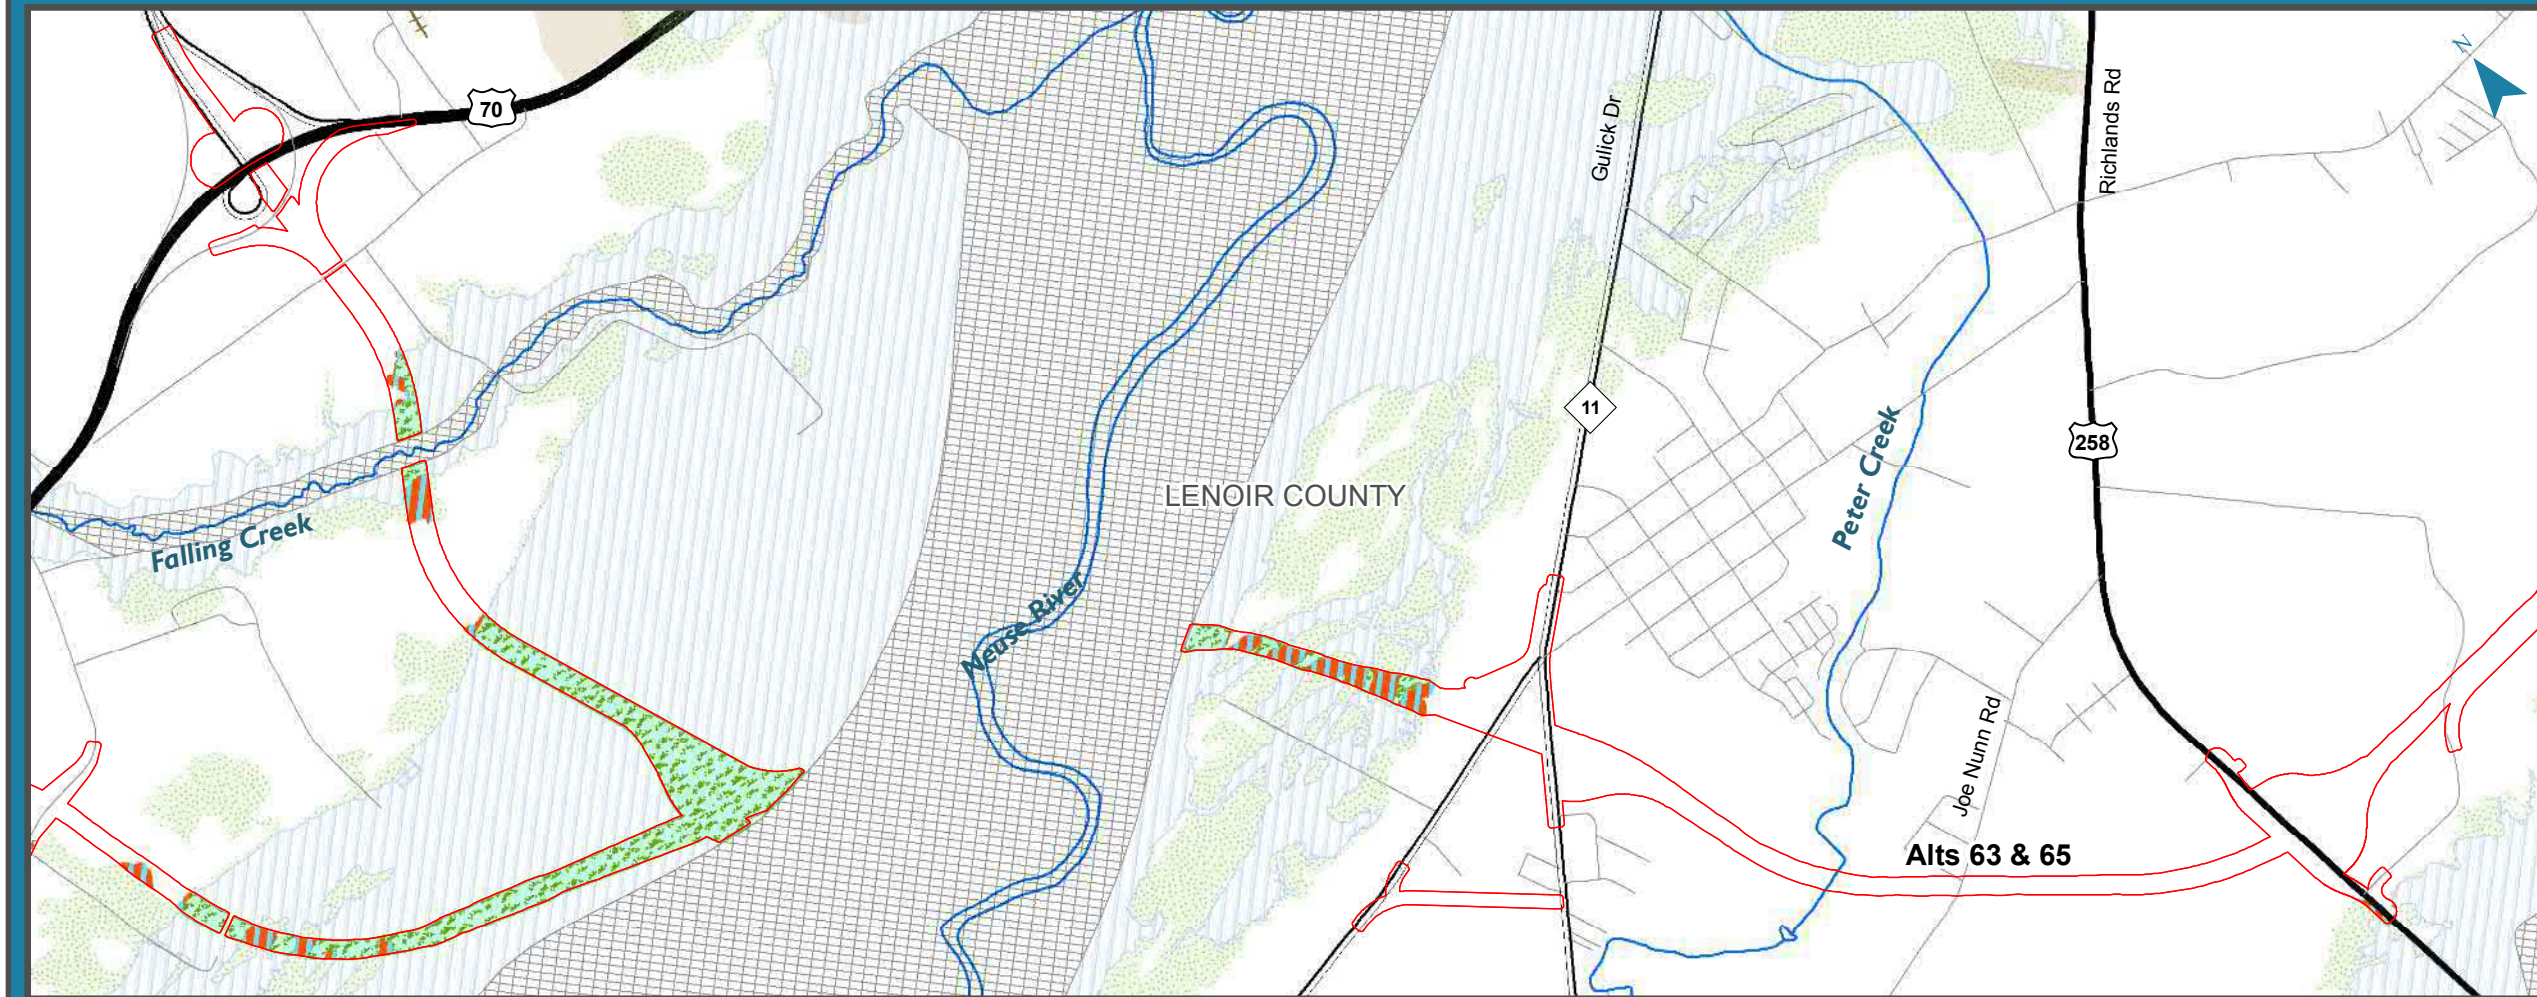 N
70
Gulick Dr
Richlands Rd
11
258
Peter Creek
LENOIR COUNTY
Falling Creek
Neuse River
Joe Nunn Rd
Alts 63 & 65